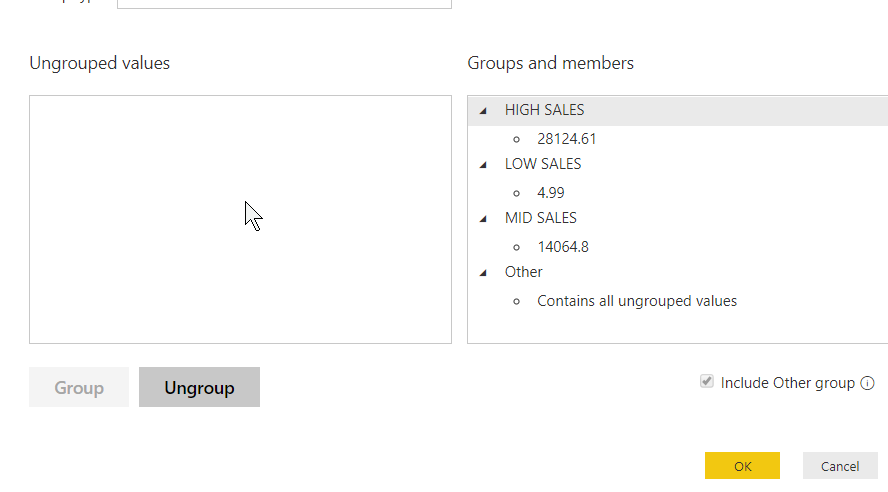 Ungrouped values
Groups and members
HIGH SALES
28124.61
LOW SALES
4.99
MID SALES
14064.8
Other
Contains all ungrouped values
Group
Ungroup
Include Other group
OK
Cancel